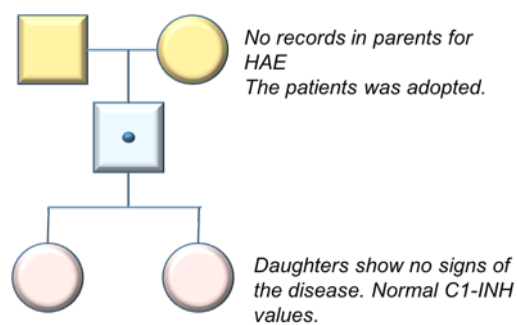 No records in parents for
HAE
The patients was adopted.
Daughters show no signs of
the disease. Normal C1-INH
values.